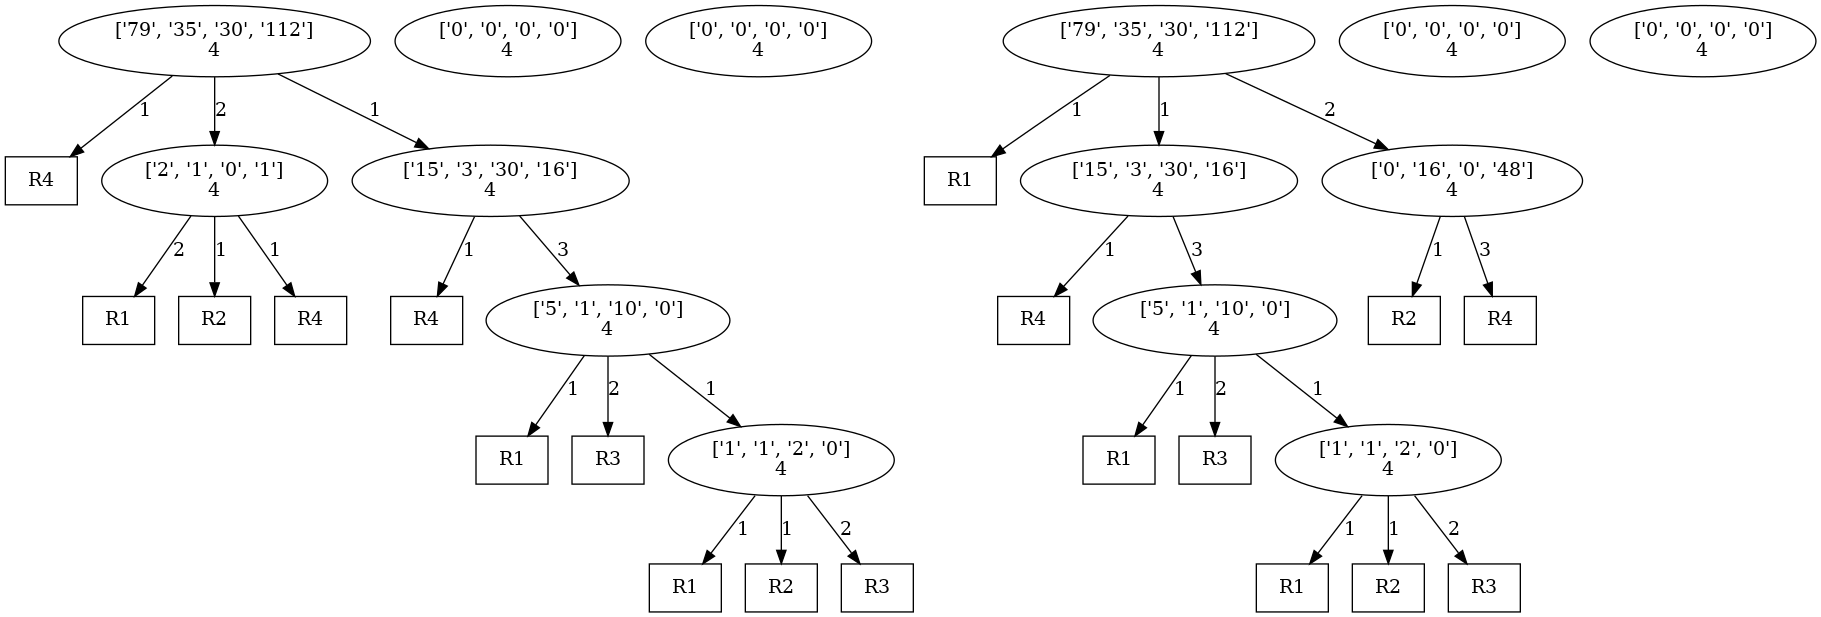 ['79', '35', '30', '112']
4
['0', '0', '0', '0']
4
['0', '0', '0', '0']
4
['79', '35', '30', '112']
4
['0', '0', '0', '0']
4
['0', '0', '0', '0']
4
1
2
1
1
1
2
R4
['2', '1', '0', '1']
4
['15', '3', '30', '16']
4
R1
['15', '3', '30', '16']
4
['0', '16', '0', '48']
4
2
1
1
1
3
1
3
1
3
R1
R2
R4
R4
['5', '1', '10', '0']
4
R4
['5', '1', '10', '0']
4
R2
R4
1
2
1
1
2
1
R1
R3
['1', '1', '2', '0']
4
R1
R3
['1', '1', '2', '0']
4
1
1
2
1
1
2
R1
R2
R3
R1
R2
R3